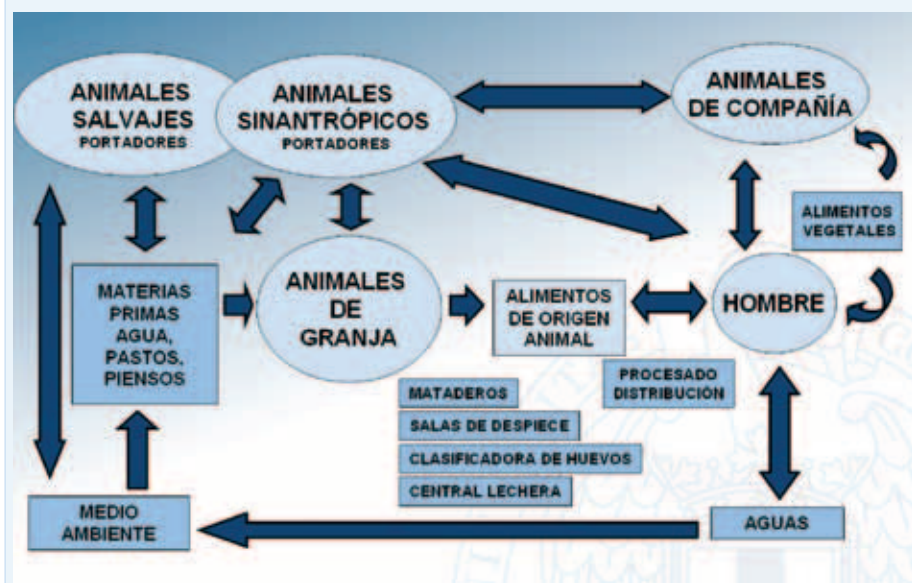 ANIMALES
SALVAJES
PORTADORES
ANIMALES
SINANTRÓPICOS
PORTADORES
ANIMALES
DE COMPAÑÍA
ALIMENTOS
VEGETALES
MATERIAS
PRIMAS
AGUA,
PASTOS,
PIENSOS
ANIMALES
DE
GRANJA
ALIMENTOS
DE ORIGEN
ANIMAL
HOMBRE
PROCESADO
DISTRIBUCIÓN
MATADEROS
SALAS DE DESPIECE
CLASIFICADORA DE HUEVOS
CENTRAL LECHERA
MEDIO
AMBIENTE
AGUAS